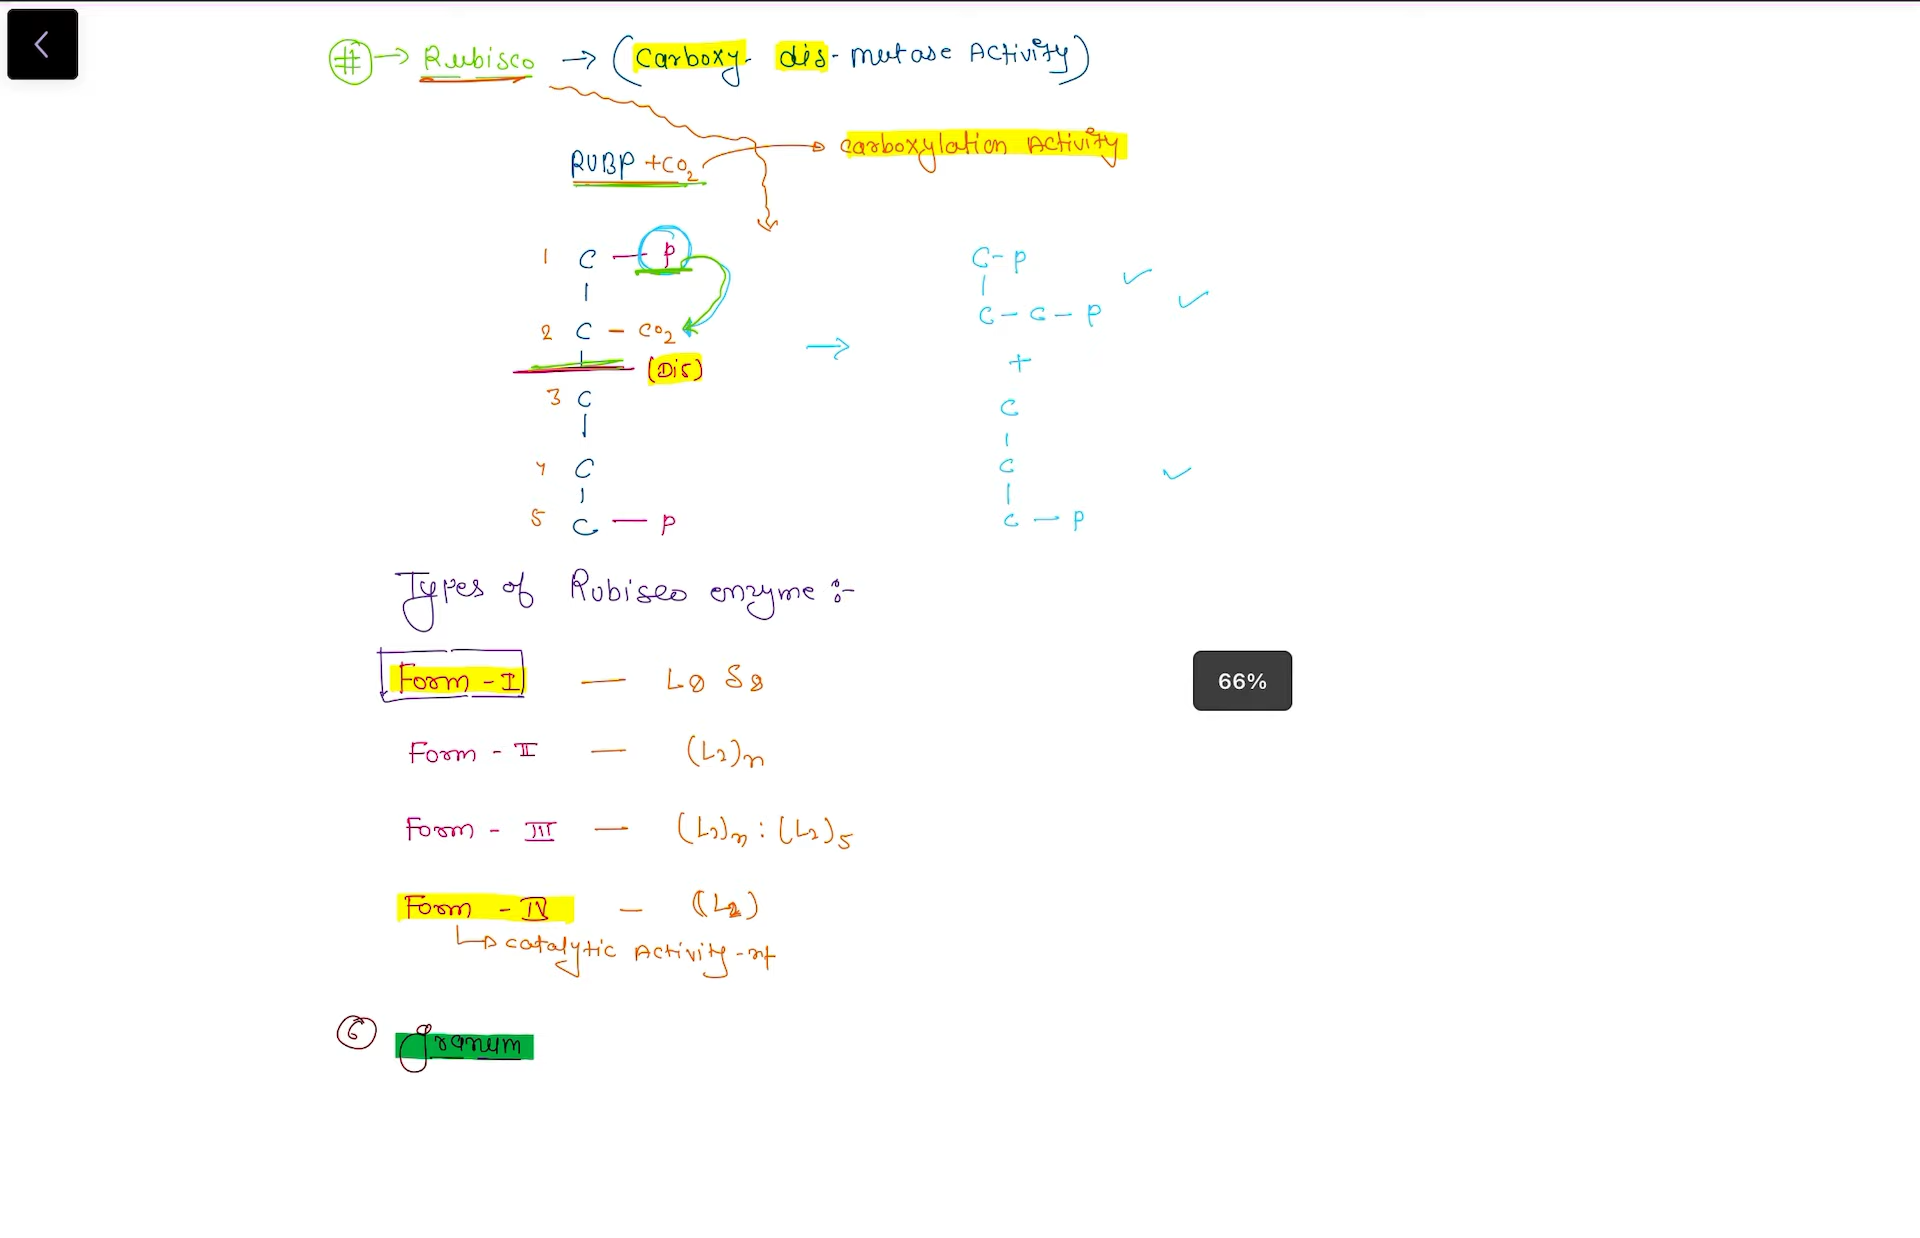 # → Rubisco → (Carboxy- dis-mutase Activity)
RUBP + CO2 → carboxylation Activity
1 C — P
2 C — CO2
(Dis)
3 C
4 C
5 C — P
→
C - P
C - C - P
+
C
C
C - P
Types of Rubisco enzyme :-
Form - I — L8 S8
Form - II — (L2)n
Form - III — (L2)n : (L2)5
Form - IV — (L2)
↳ catalytic Activity -nt
66%
6 granum